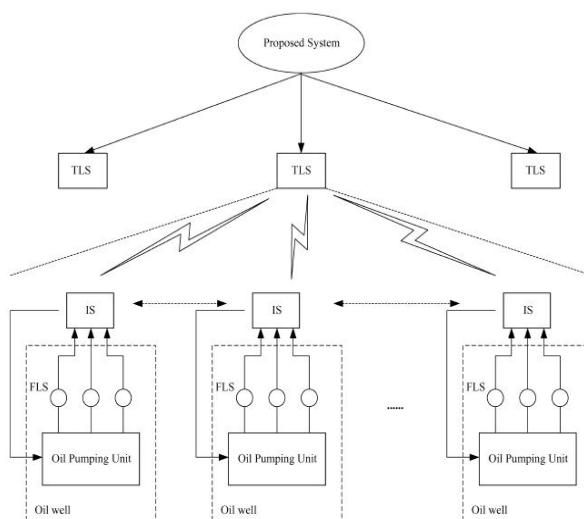 Proposed System
TLS
TLS
TLS
IS
IS
IS
FLS
FLS
FLS
......
Oil Pumping Unit
Oil Pumping Unit
Oil Pumping Unit
Oil well
Oil well
Oil well